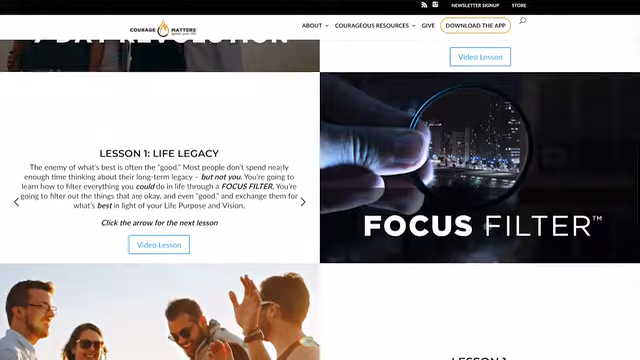 NEWSLETTER SIGNUP STORE
COURAGE MATTERS
ABOUT COURAGEOUS RESOURCES GIVE DOWNLOAD THE APP
7 DAY REVOLUTION
Video Lesson
LESSON 1: LIFE LEGACY
The enemy of what's best is often the “good.” Most people don't spend nearly
enough time thinking about their long-term legacy – but not you. You're going to
learn how to filter everything you could do in life through a FOCUS FILTER. You're
going to filter out the things that are okay, and even “good,” and exchange them for
what's best in light of your Life Purpose and Vision.
Click the arrow for the next lesson
Video Lesson
FOCUS FILTER™
LESSON 1